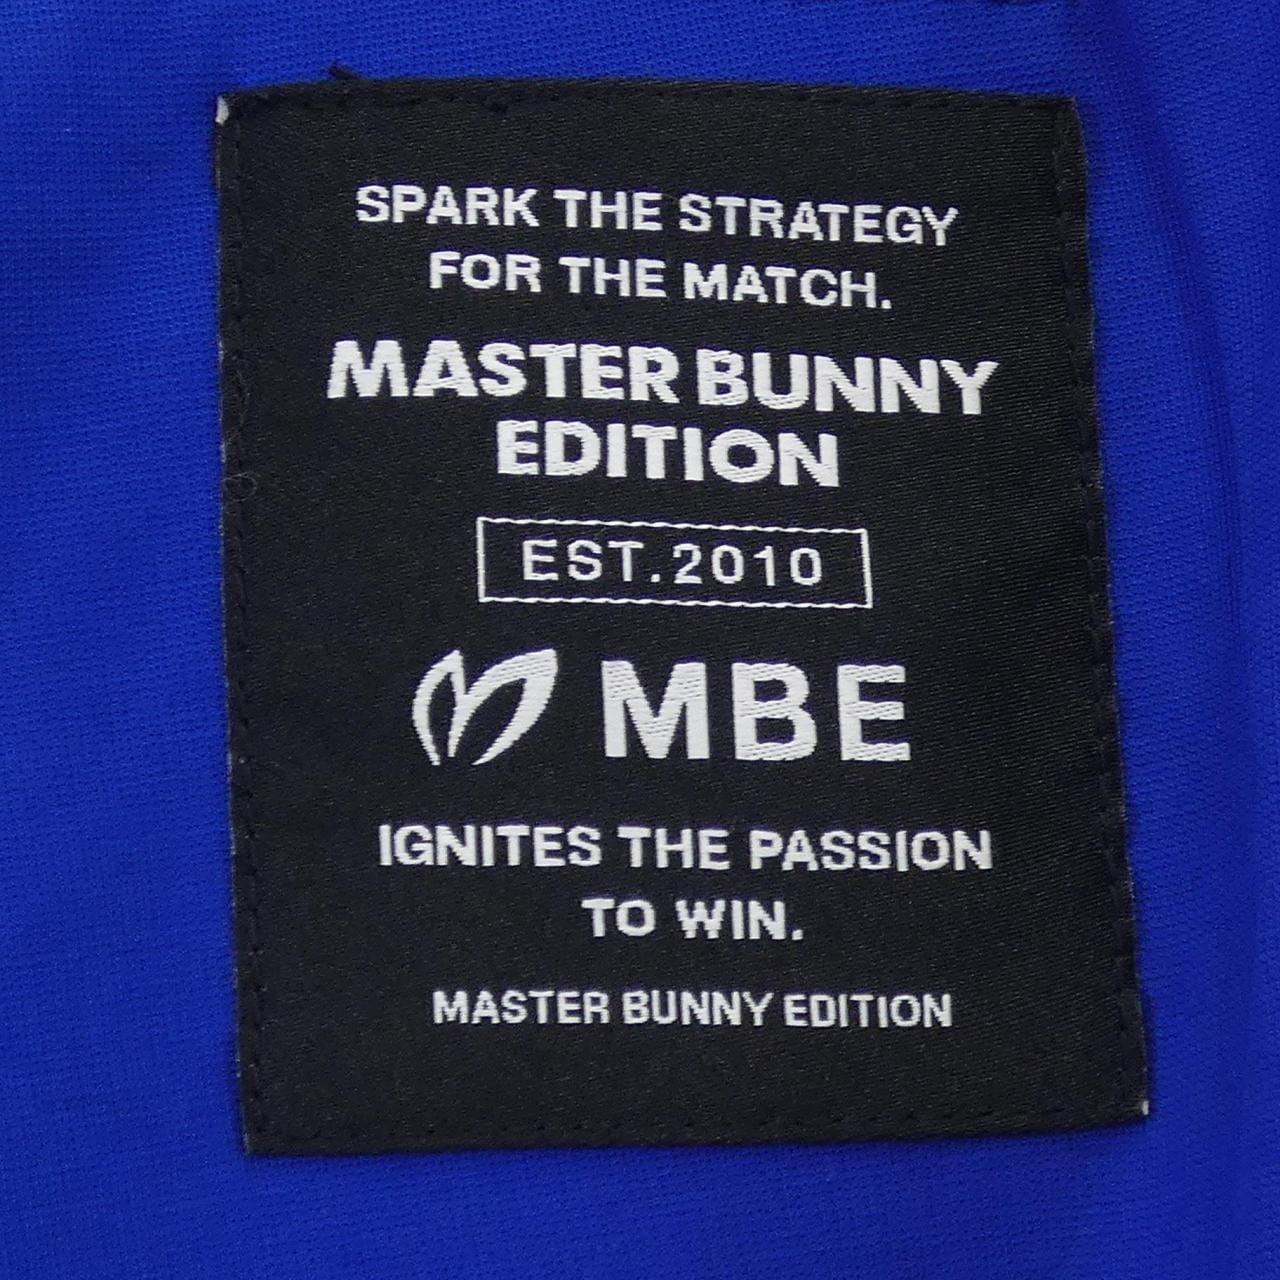 SPARK THE STRATEGY
FOR THE MATCH.
MASTER BUNNY
EDITION
EST.2010
MBE
IGNITES THE PASSION
TO WIN.
MASTER BUNNY EDITION